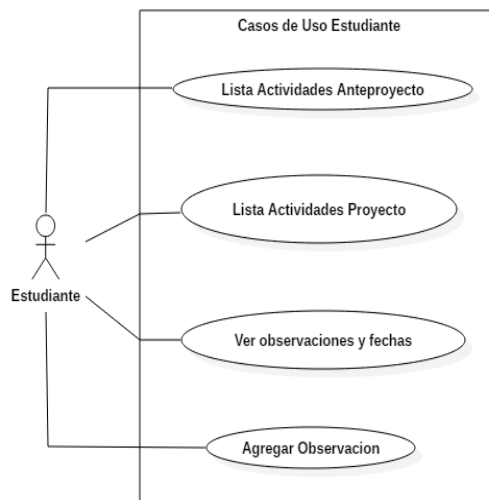 Casos de Uso Estudiante
Lista Actividades Anteproyecto
Lista Actividades Proyecto
Estudiante
Ver observaciones y fechas
Agregar Observacion